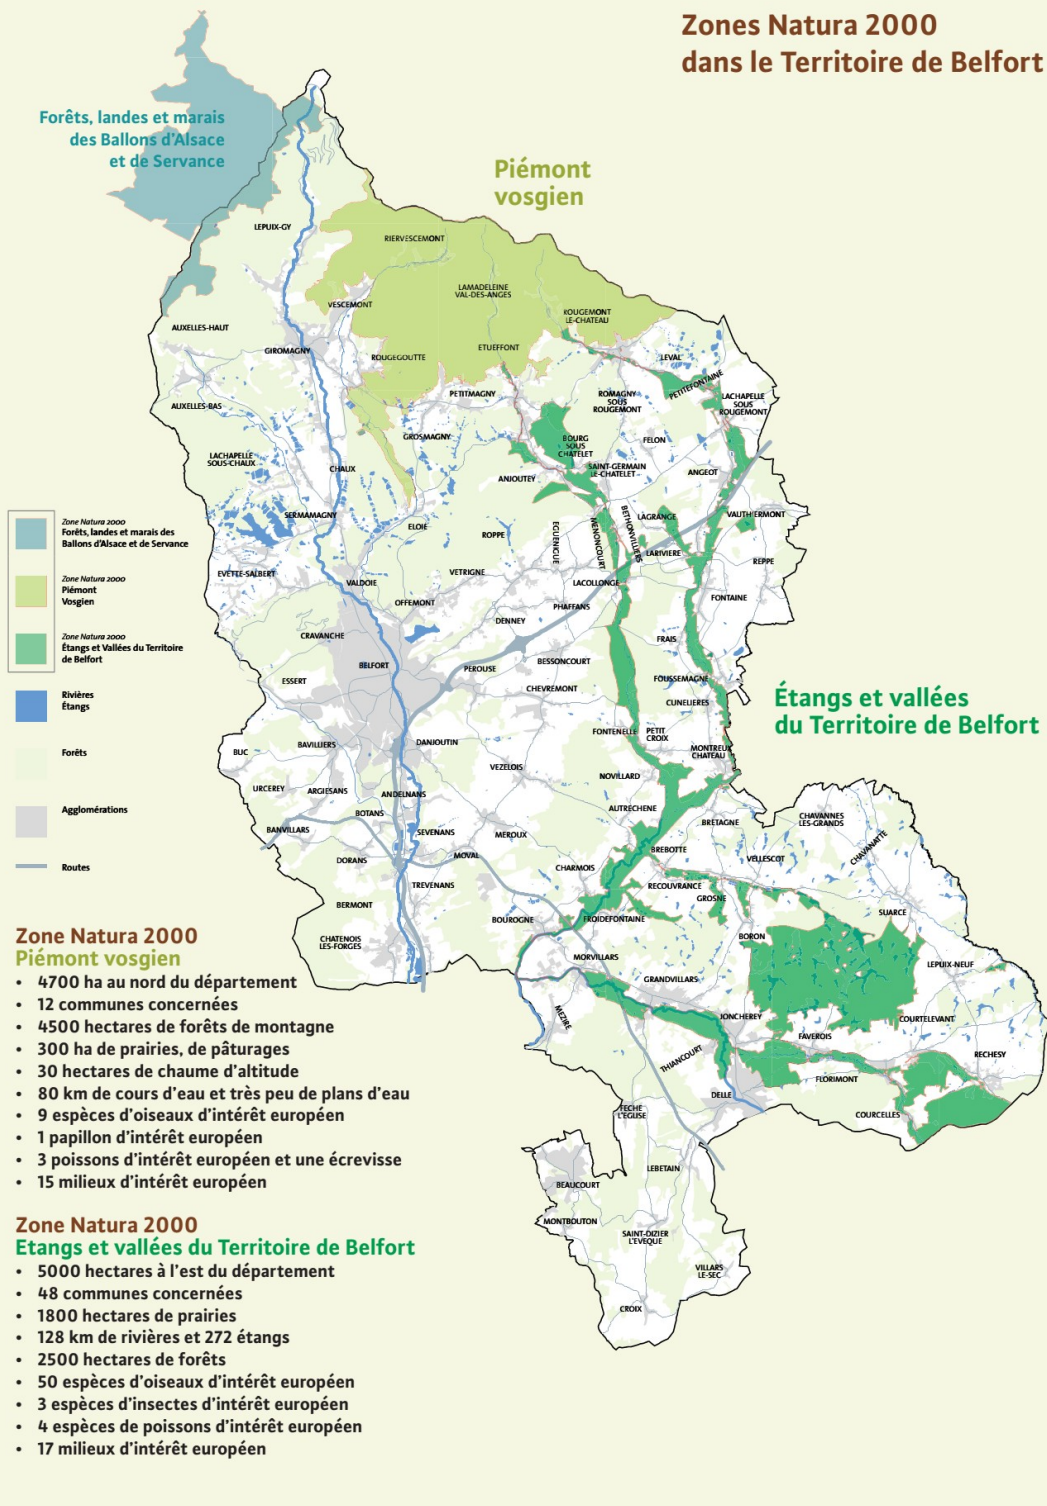 Zones Natura 2000
dans le Territoire de Belfort
Forêts, landes et marais
des Ballons d'Alsace
et de Servance
Piémont
vosgien
LEPUIX-GY
RIERVESCEMONT
LAMADELEINE
VAL-DES-ANGES
VESCEMONT
ROUGEMONT
LE-CHATEAU
AUXELLES-HAUT
GIROMAGNY
ROUGEGOUTTE
ETUEFFONT
LEVAL
PETITEFONTAINE
PETITMAGNY
ROMAGNY
SOUS
ROUGEMONT
LACHAPELLE
SOUS
ROUGEMONT
AUXELLES-BAS
GROSMAGNY
BOURG
SOUS
CHATELET
FELON
LACHAPELLE
SOUS-CHAUX
CHAUX
SAINT-GERMAIN
LE-CHATELET
ANGEOT
ANJOUTEY
SERMAMAGNY
ELOIE
ROPPE
EGUENIGUE
MENONCOURT
BETHONVILLIERS
LAGRANGE
VAUTHIERMONT
LARIVIERE
REPPE
EVETTE-SALBERT
VALDOIE
VETRIGNE
LACOLLONGE
OFFEMONT
PHAFFANS
FONTAINE
DENNEY
CRAVANCHE
FRAIS
BELFORT
PEROUSE
BESSONCOURT
ESSERT
CHEVREMONT
FOUSSEMAGNE
CUNELIERES
FONTENELLE
PETIT
CROIX
BUC
BAVILLIERS
DANJOUTIN
MONTREUX
CHATEAU
VEZELOIS
NOVILLARD
URCEREY
ARGIESANS
ANDELNANS
BOTANS
AUTRECHENE
BRETAGNE
CHAVANNES
LES-GRANDS
BANVILLARS
SEVENANS
MEROUX
CHAVANATTE
DORANS
MOVAL
BREBOTTE
VELLESCOT
CHARMOIS
TREVENANS
RECOUVRANCE
GROSNE
BERMONT
BOUROGNE
FROIDEFONTAINE
SUARCE
CHATENOIS
LES-FORGES
BORON
MORVILLARS
LEPUIX-NEUF
GRANDVILLARS
MEZIRE
JONCHEREY
COURTELEVANT
FAVEROIS
RECHESY
THIANCOURT
FLORIMONT
DELLE
COURCELLES
FECHE
L'EGLISE
LEBETAIN
BEAUCOURT
MONTBOUTON
SAINT-DIZIER
L'EVEQUE
VILLARS
LE-SEC
CROIX
Étangs et vallées
du Territoire de Belfort
Zone Natura 2000
Forêts, landes et marais des
Ballons d'Alsace et de Servance
Zone Natura 2000
Piémont
Vosgien
Zone Natura 2000
Étangs et Vallées du Territoire
de Belfort
Rivières
Étangs
Forêts
Agglomérations
Routes
Zone Natura 2000
Piémont vosgien
• 4700 ha au nord du département
• 12 communes concernées
• 4500 hectares de forêts de montagne
• 300 ha de prairies, de pâturages
• 30 hectares de chaume d'altitude
• 80 km de cours d'eau et très peu de plans d'eau
• 9 espèces d'oiseaux d'intérêt européen
• 1 papillon d'intérêt européen
• 3 poissons d'intérêt européen et une écrevisse
• 15 milieux d'intérêt européen
Zone Natura 2000
Etangs et vallées du Territoire de Belfort
• 5000 hectares à l'est du département
• 48 communes concernées
• 1800 hectares de prairies
• 128 km de rivières et 272 étangs
• 2500 hectares de forêts
• 50 espèces d'oiseaux d'intérêt européen
• 3 espèces d'insectes d'intérêt européen
• 4 espèces de poissons d'intérêt européen
• 17 milieux d'intérêt européen